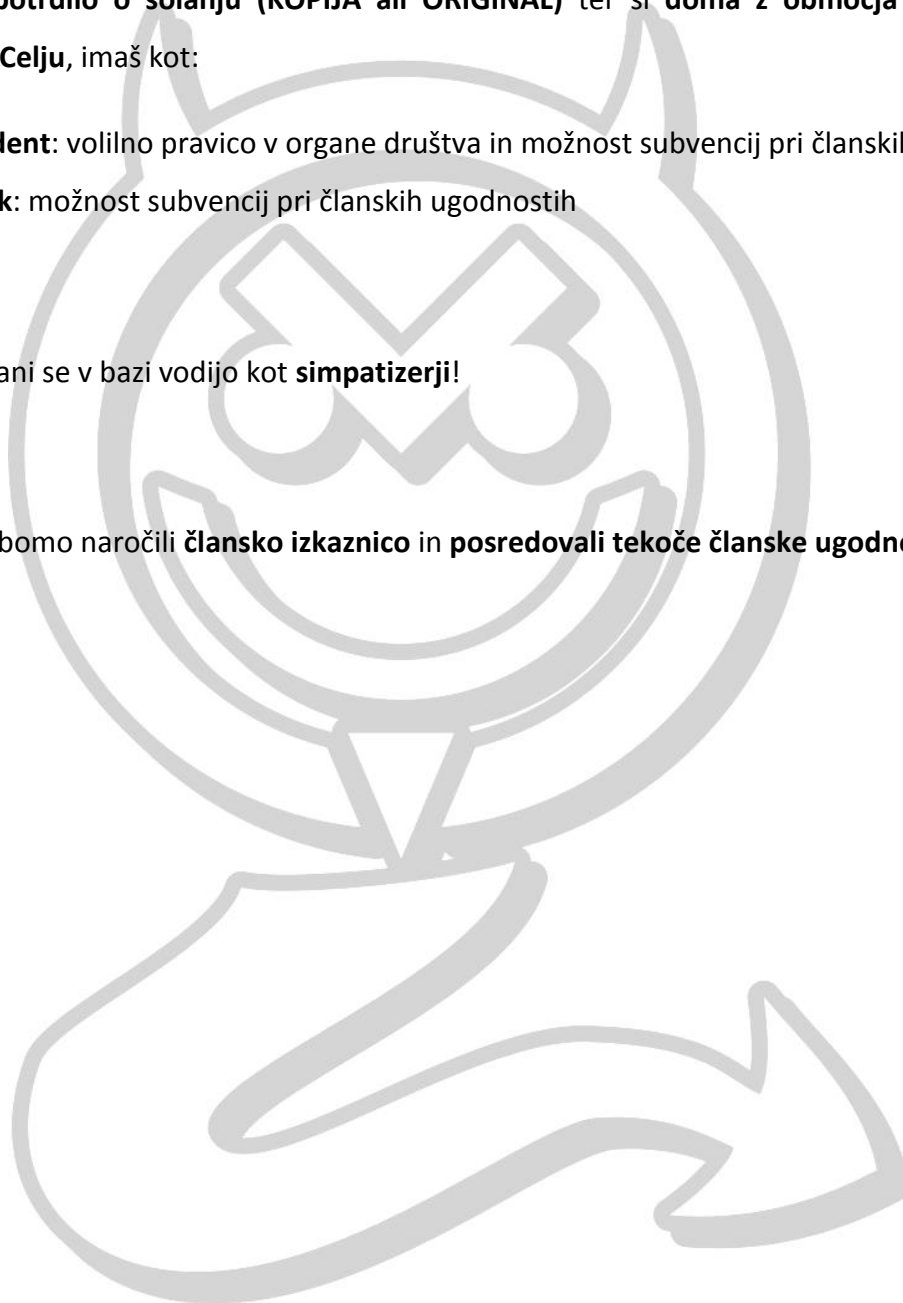 potrdilo o šolanju (KOPIJA ali ORIGINAL) ter si doma z območja
Celju, imaš kot:
dent: volilno pravico v organe društva in možnost subvencij pri članskih
k: možnost subvencij pri članskih ugodnostih
ani se v bazi vodijo kot simpatizerji!
bomo naročili člansko izkaznico in posredovali tekoče članske ugodno